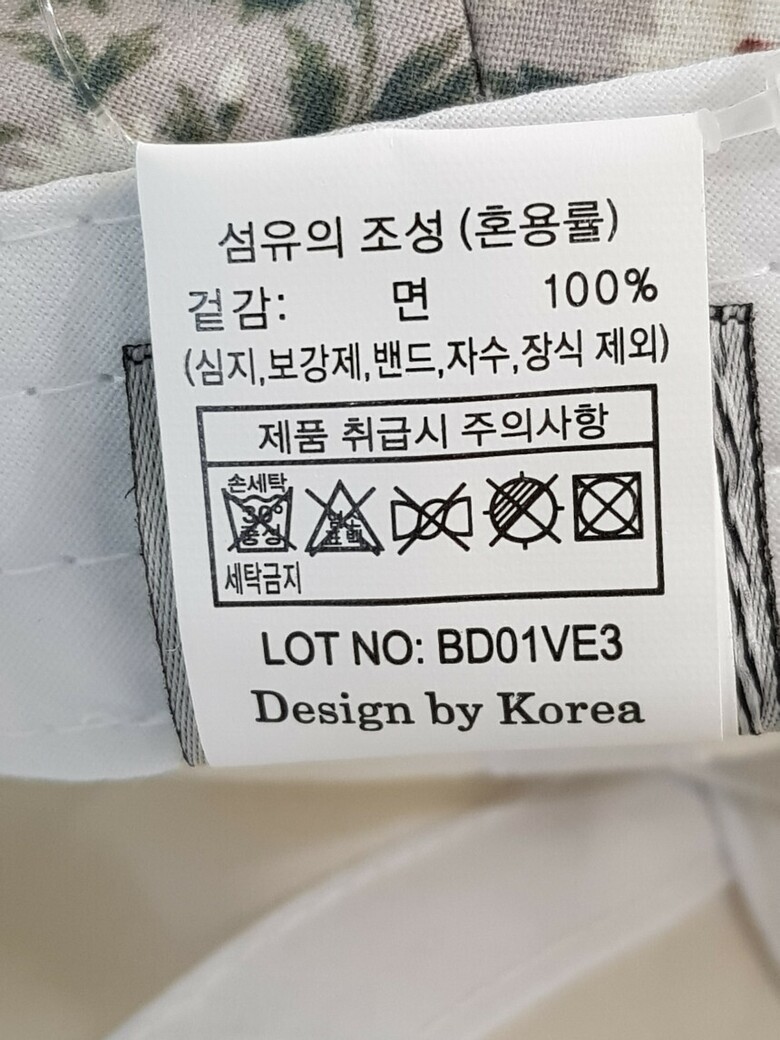 섬유의 조성 (혼용률)
겉감: 면 100%
(심지,보강제,밴드,자수,장식 제외)
제품 취급시 주의사항
손세탁
30°
중성
염소
표백
세탁금지
LOT NO: BD01VE3
Design by Korea